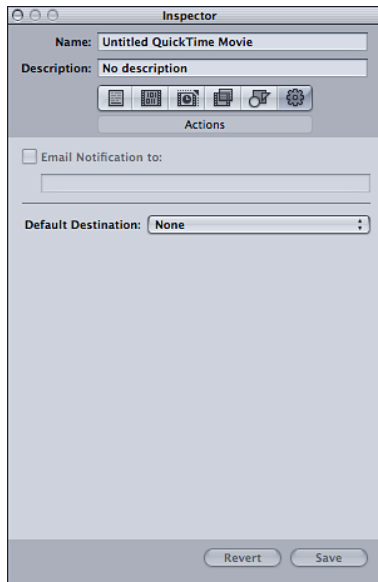 Inspector
Name: Untitled QuickTime Movie
Description: No description
Actions
Email Notification to:
Default Destination: None
Revert Save